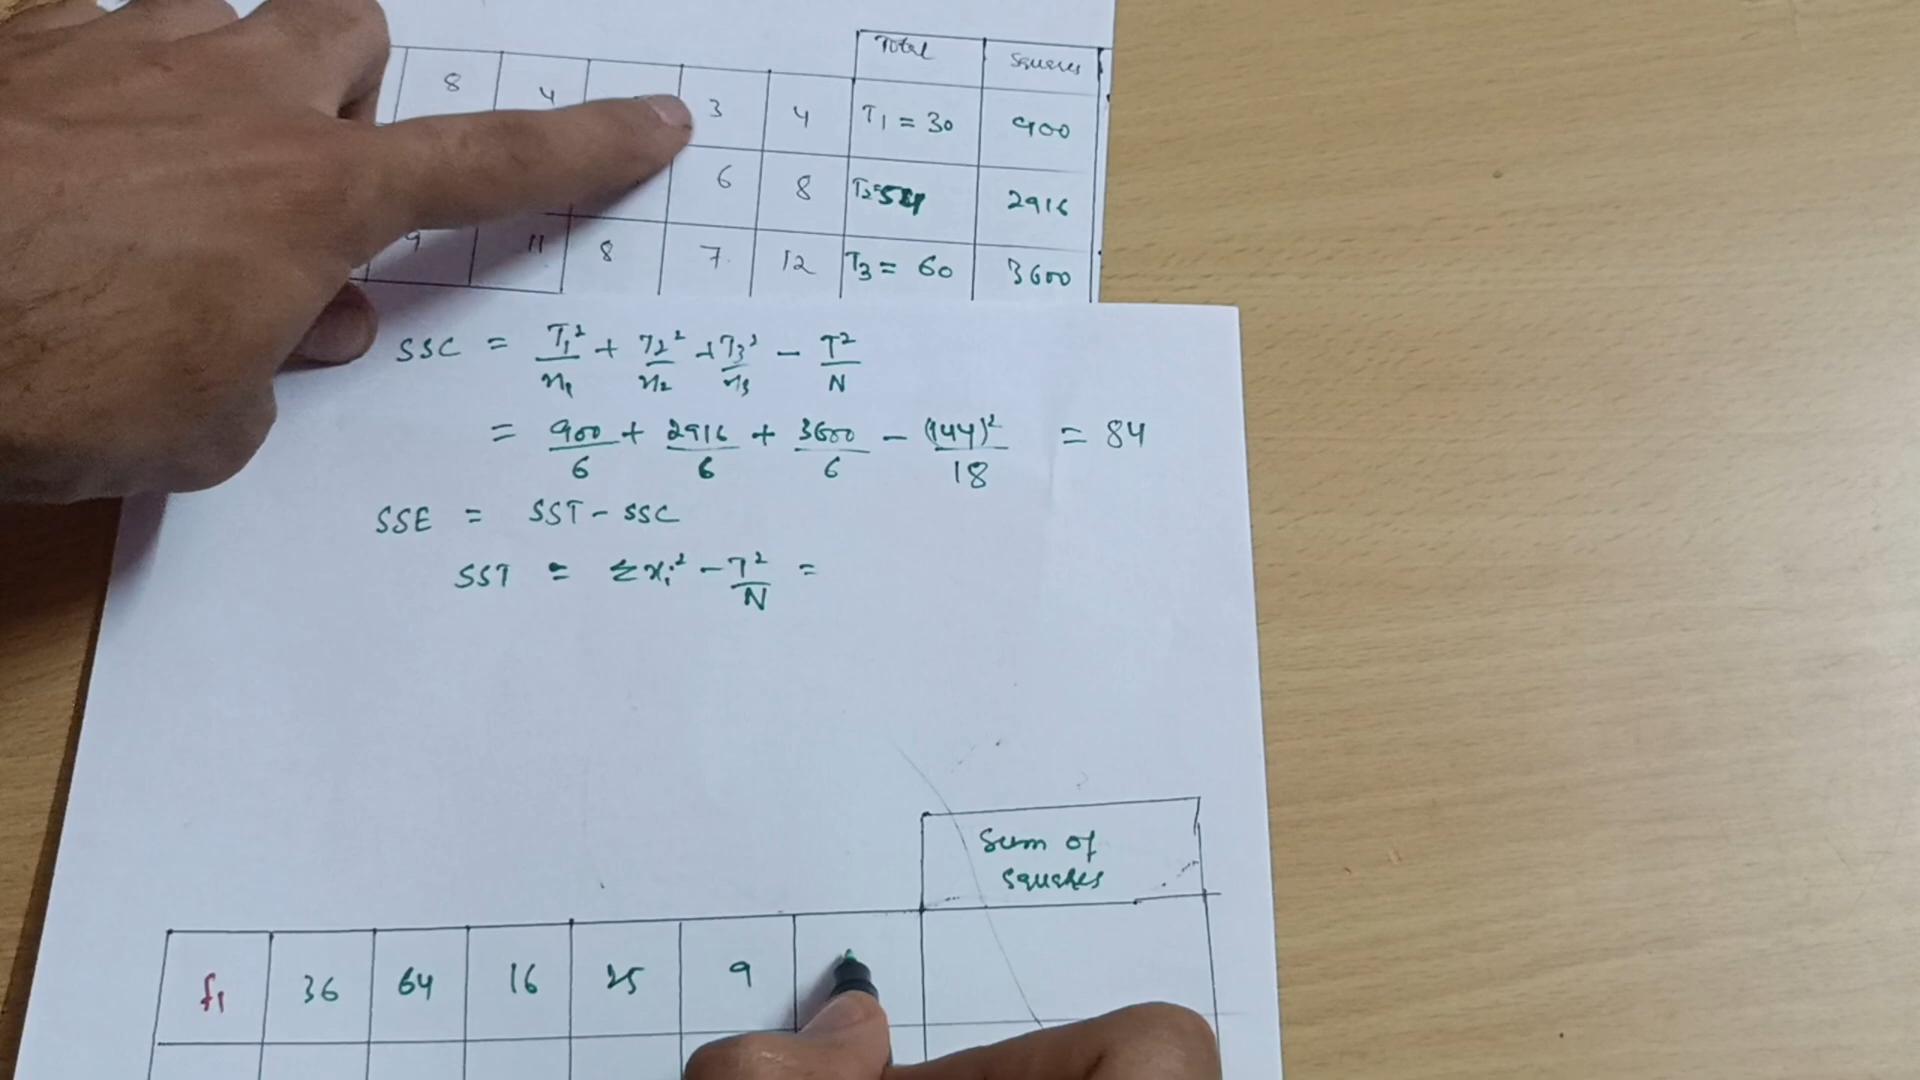 Total Squares
8 4 3 4 T1 = 30 900
6 8 T2=54 2916
9 11 8 7 12 T3 = 60 3600
SSC = T1²/n1 + T2²/n2 + T3²/n3 − T²/N
= 900/6 + 2916/6 + 3600/6 − (144)²/18 = 84
SSE = SST − SSC
SST = Σxi² − T²/N =
Sum of
squares
f1 36 64 16 25 9